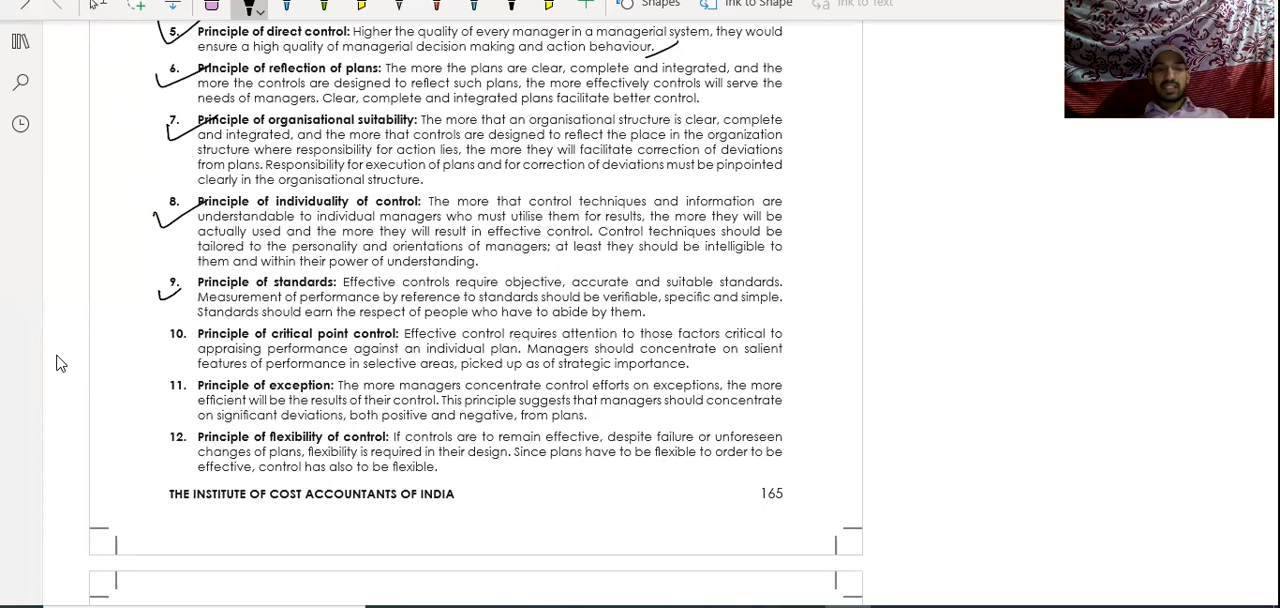 Shapes
Ink to Shape
Ink to Text
5. Principle of direct control: Higher the quality of every manager in a managerial system, they would
ensure a high quality of managerial decision making and action behaviour.
6. Principle of reflection of plans: The more the plans are clear, complete and integrated, and the
more the controls are designed to reflect such plans, the more effectively controls will serve the
needs of managers. Clear, complete and integrated plans facilitate better control.
7. Principle of organisational suitability: The more that an organisational structure is clear, complete
and integrated, and the more that controls are designed to reflect the place in the organization
structure where responsibility for action lies, the more they will facilitate correction of deviations
from plans. Responsibility for execution of plans and for correction of deviations must be pinpointed
clearly in the organisational structure.
8. Principle of individuality of control: The more that control techniques and information are
understandable to individual managers who must utilise them for results, the more they will be
actually used and the more they will result in effective control. Control techniques should be
tailored to the personality and orientations of managers; at least they should be intelligible to
them and within their power of understanding.
9. Principle of standards: Effective controls require objective, accurate and suitable standards.
Measurement of performance by reference to standards should be verifiable, specific and simple.
Standards should earn the respect of people who have to abide by them.
10. Principle of critical point control: Effective control requires attention to those factors critical to
appraising performance against an individual plan. Managers should concentrate on salient
features of performance in selective areas, picked up as of strategic importance.
11. Principle of exception: The more managers concentrate control efforts on exceptions, the more
efficient will be the results of their control. This principle suggests that managers should concentrate
on significant deviations, both positive and negative, from plans.
12. Principle of flexibility of control: If controls are to remain effective, despite failure or unforeseen
changes of plans, flexibility is required in their design. Since plans have to be flexible to order to be
effective, control has also to be flexible.
THE INSTITUTE OF COST ACCOUNTANTS OF INDIA 165